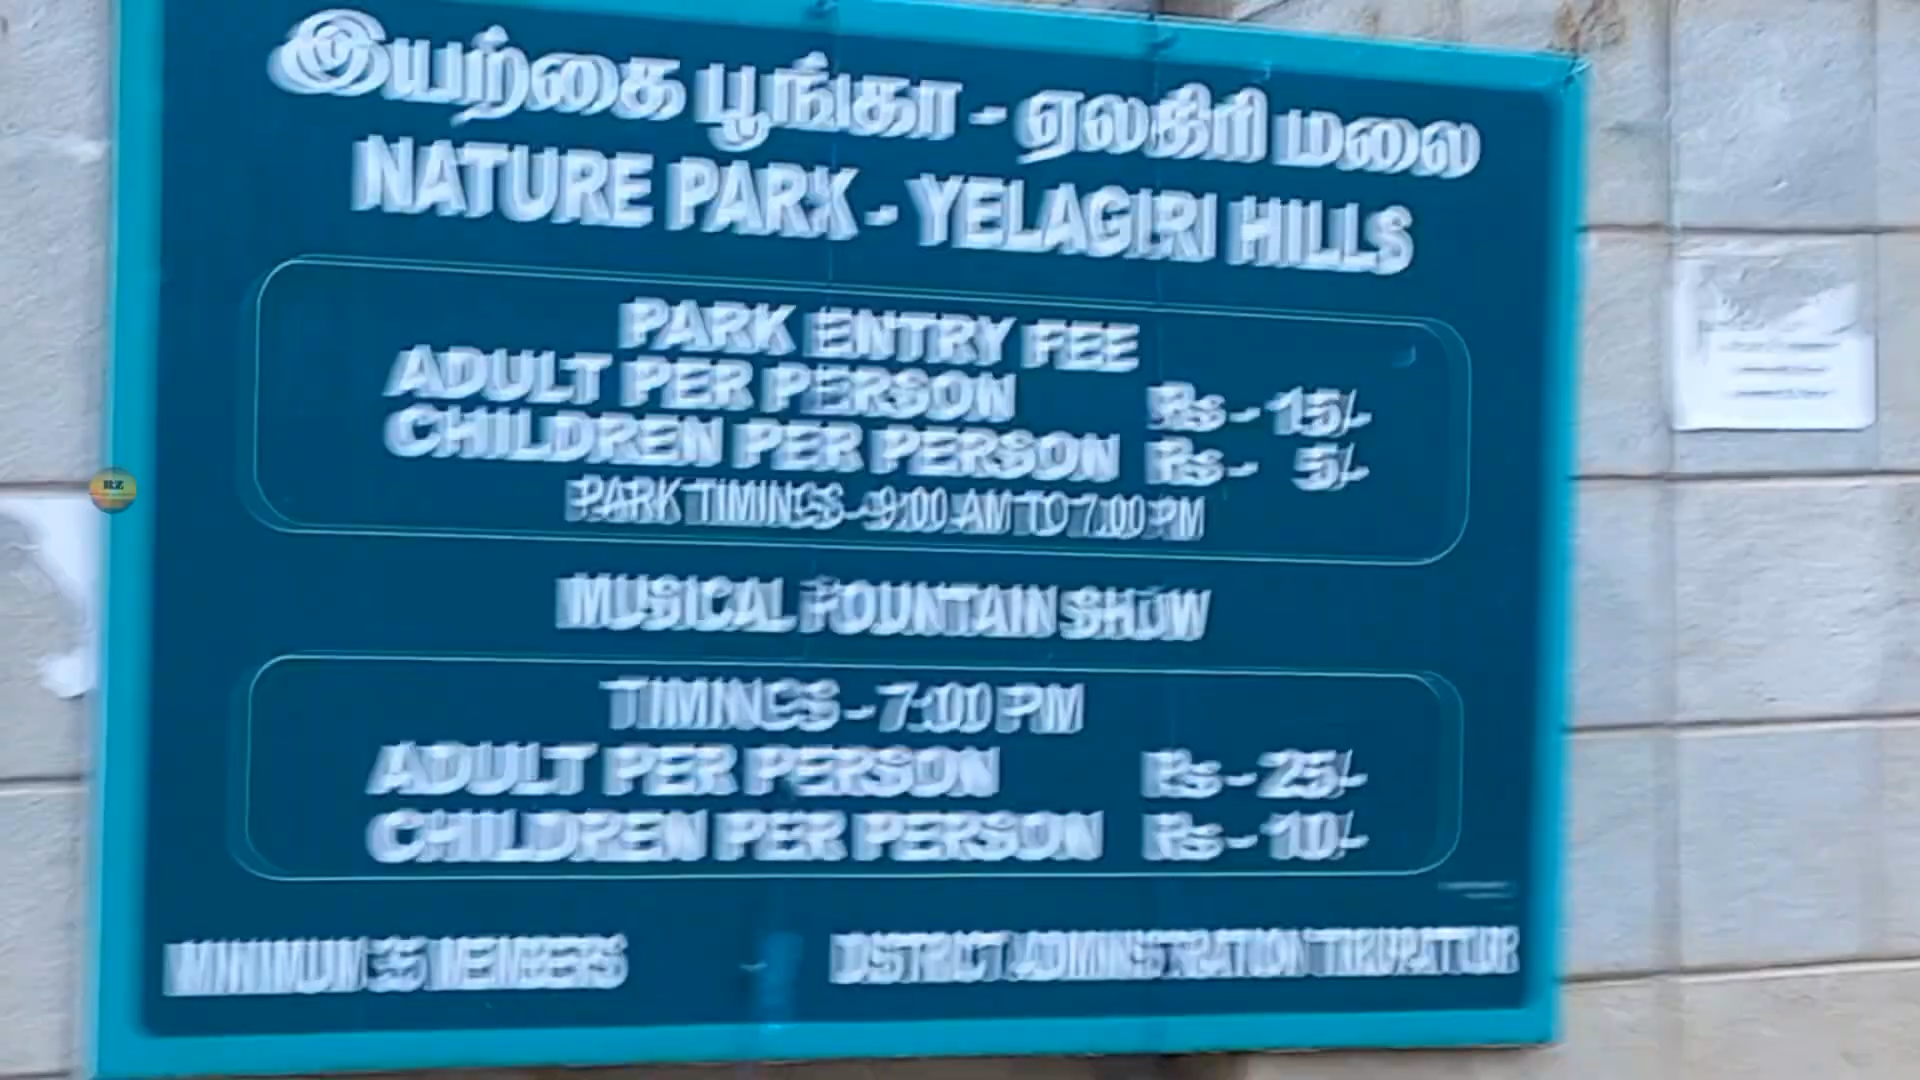 இயற்கை பூங்கா - ஏலகிரி மலை
NATURE PARK - YELAGIRI HILLS
PARK ENTRY FEE
ADULT PER PERSON Rs - 15/-
CHILDREN PER PERSON Rs - 5/-
PARK TIMINGS - 9:00 AM TO 7.00 PM
MUSICAL FOUNTAIN SHOW
TIMINGS - 7:00 PM
ADULT PER PERSON Rs - 25/-
CHILDREN PER PERSON Rs - 10/-
MINIMUM 35 MEMBERS
DISTRICT ADMINISTRATION TIRUPATTUR
RZ